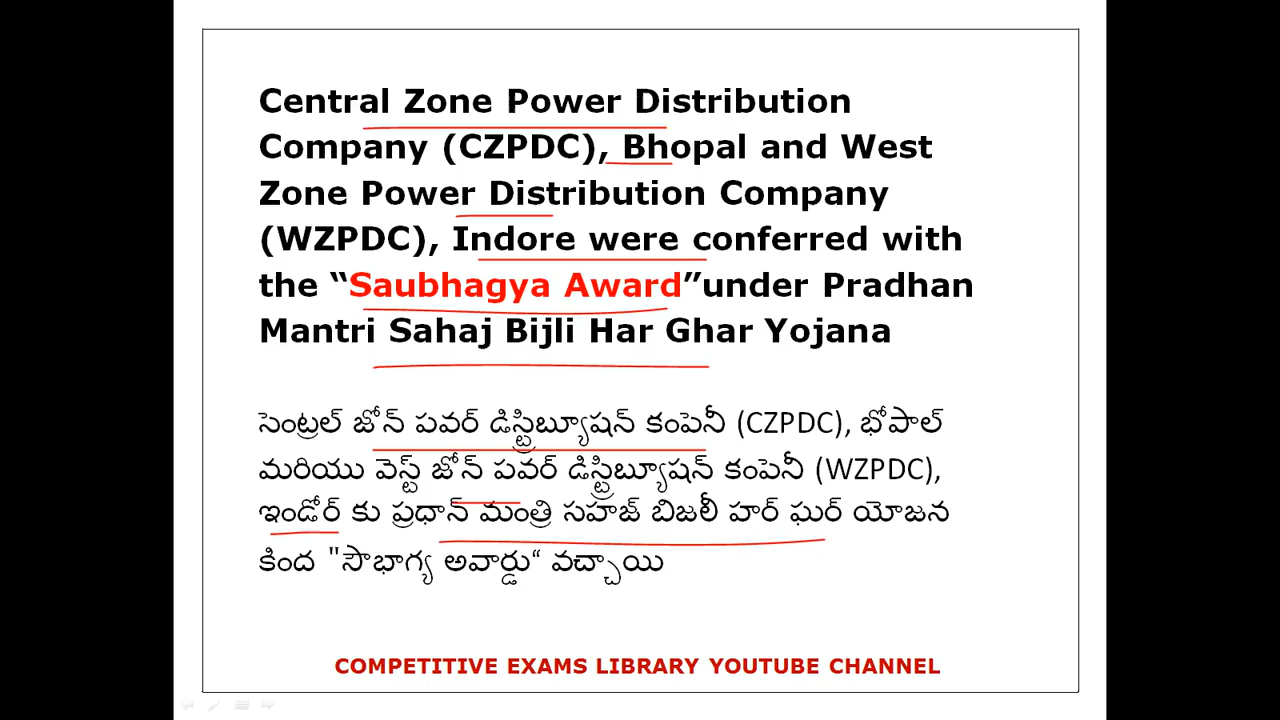 Central Zone Power Distribution
Company (CZPDC), Bhopal and West
Zone Power Distribution Company
(WZPDC), Indore were conferred with
the “Saubhagya Award”under Pradhan
Mantri Sahaj Bijli Har Ghar Yojana
సెంట్రల్ జోన్ పవర్ డిస్ట్రిబ్యూషన్ కంపెనీ (CZPDC), భోపాల్
మరియు వెస్ట్ జోన్ పవర్ డిస్ట్రిబ్యూషన్ కంపెనీ (WZPDC),
ఇండోర్ కు ప్రధాన్ మంత్రి సహజ్ బిజలీ హర్ ఘర్ యోజన
కింద "సౌభాగ్య అవార్డు“ వచ్చాయి
COMPETITIVE EXAMS LIBRARY YOUTUBE CHANNEL